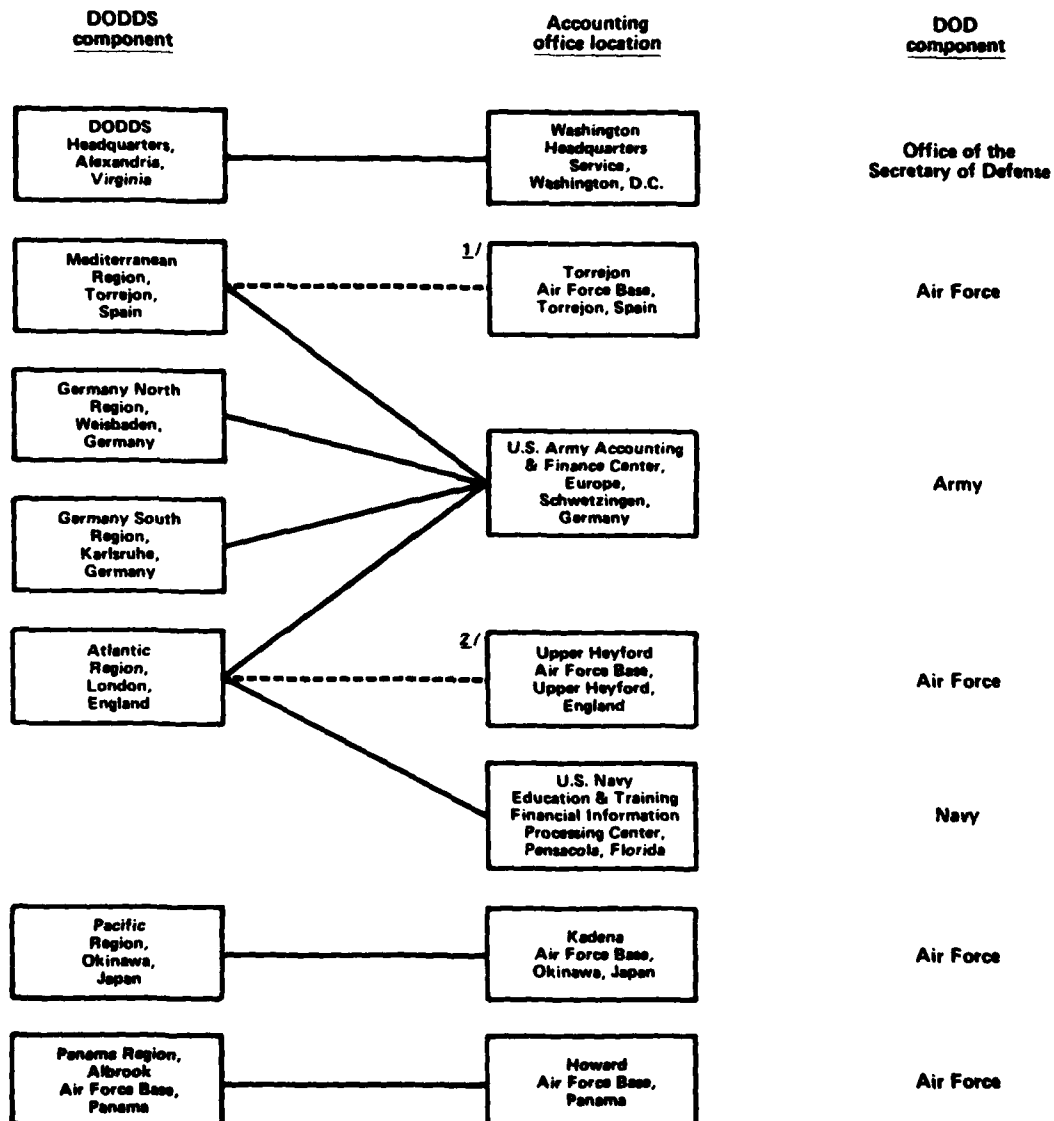 DODDS
component
Accounting
office location
DOD
component
DODDS
Headquarters,
Alexandria,
Virginia
Washington
Headquarters
Service,
Washington, D.C.
Office of the
Secretary of Defense
Mediterranean
Region,
Torrejon,
Spain
1/
Torrejon
Air Force Base,
Torrejon, Spain
Air Force
Germany North
Region,
Weisbaden,
Germany
U.S. Army Accounting
& Finance Center,
Europe,
Schwetzingen,
Germany
Army
Germany South
Region,
Karlsruhe,
Germany
Atlantic
Region,
London,
England
2/
Upper Heyford
Air Force Base,
Upper Heyford,
England
Air Force
U.S. Navy
Education & Training
Financial Information
Processing Center,
Pensacola, Florida
Navy
Pacific
Region,
Okinawa,
Japan
Kadena
Air Force Base,
Okinawa, Japan
Air Force
Panama Region,
Albrook
Air Force Base,
Panama
Howard
Air Force Base,
Panama
Air Force